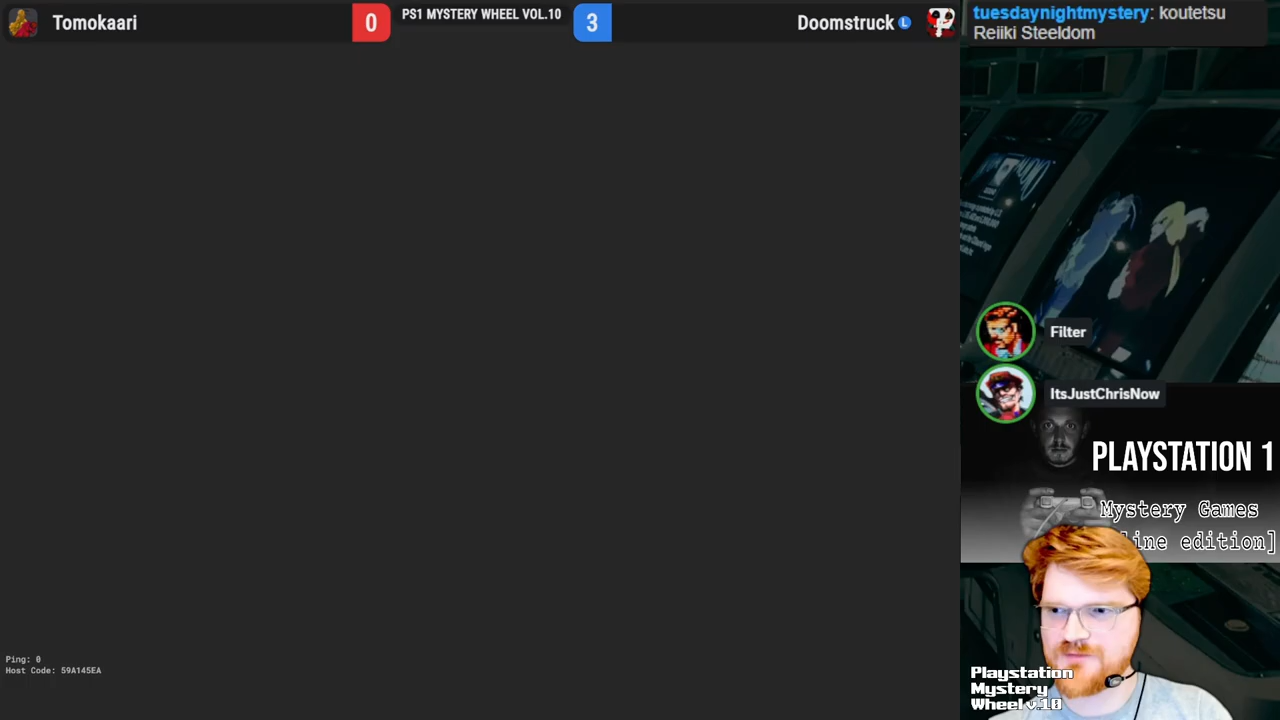 Tomokaari
0
PS1 MYSTERY WHEEL VOL.10
3
Doomstruck
L
tuesdaynightmystery: koutetsu
Reiiki Steeldom
Filter
ItsJustChrisNow
PLAYSTATION 1
Mystery Games
line edition]
Ping: 0
Host Code: 59A145EA
Playstation
Mystery
Wheel v.10